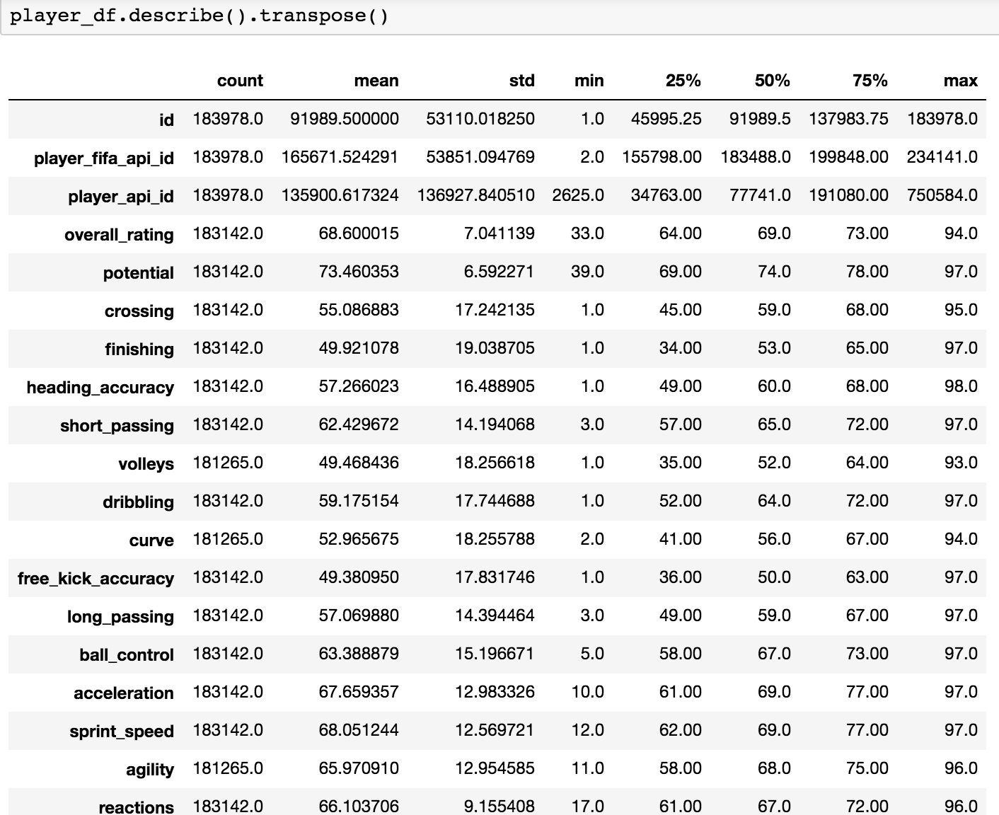 player_df.describe().transpose()
count mean std min 25% 50% 75% max
id 183978.0 91989.500000 53110.018250 1.0 45995.25 91989.5 137983.75 183978.0
player_fifa_api_id 183978.0 165671.524291 53851.094769 2.0 155798.00 183488.0 199848.00 234141.0
player_api_id 183978.0 135900.617324 136927.840510 2625.0 34763.00 77741.0 191080.00 750584.0
overall_rating 183142.0 68.600015 7.041139 33.0 64.00 69.0 73.00 94.0
potential 183142.0 73.460353 6.592271 39.0 69.00 74.0 78.00 97.0
crossing 183142.0 55.086883 17.242135 1.0 45.00 59.0 68.00 95.0
finishing 183142.0 49.921078 19.038705 1.0 34.00 53.0 65.00 97.0
heading_accuracy 183142.0 57.266023 16.488905 1.0 49.00 60.0 68.00 98.0
short_passing 183142.0 62.429672 14.194068 3.0 57.00 65.0 72.00 97.0
volleys 181265.0 49.468436 18.256618 1.0 35.00 52.0 64.00 93.0
dribbling 183142.0 59.175154 17.744688 1.0 52.00 64.0 72.00 97.0
curve 181265.0 52.965675 18.255788 2.0 41.00 56.0 67.00 94.0
free_kick_accuracy 183142.0 49.380950 17.831746 1.0 36.00 50.0 63.00 97.0
long_passing 183142.0 57.069880 14.394464 3.0 49.00 59.0 67.00 97.0
ball_control 183142.0 63.388879 15.196671 5.0 58.00 67.0 73.00 97.0
acceleration 183142.0 67.659357 12.983326 10.0 61.00 69.0 77.00 97.0
sprint_speed 183142.0 68.051244 12.569721 12.0 62.00 69.0 77.00 97.0
agility 181265.0 65.970910 12.954585 11.0 58.00 68.0 75.00 96.0
reactions 183142.0 66.103706 9.155408 17.0 61.00 67.0 72.00 96.0